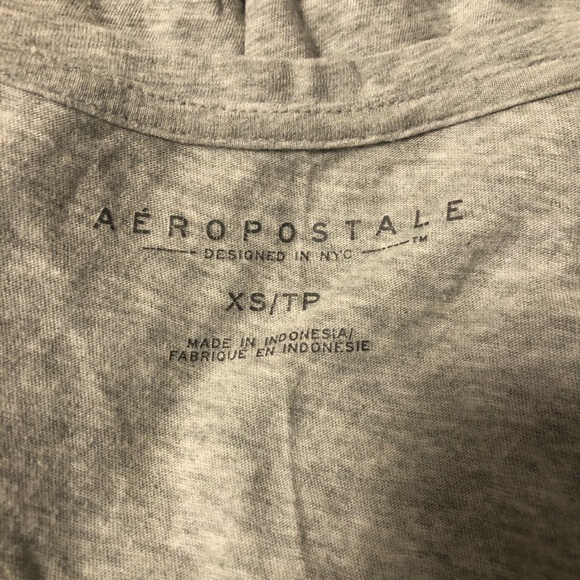 AÉROPOSTALE
DESIGNED IN NYC ™
XS/TP
MADE IN INDONESIA/
FABRIQUE EN INDONESIE